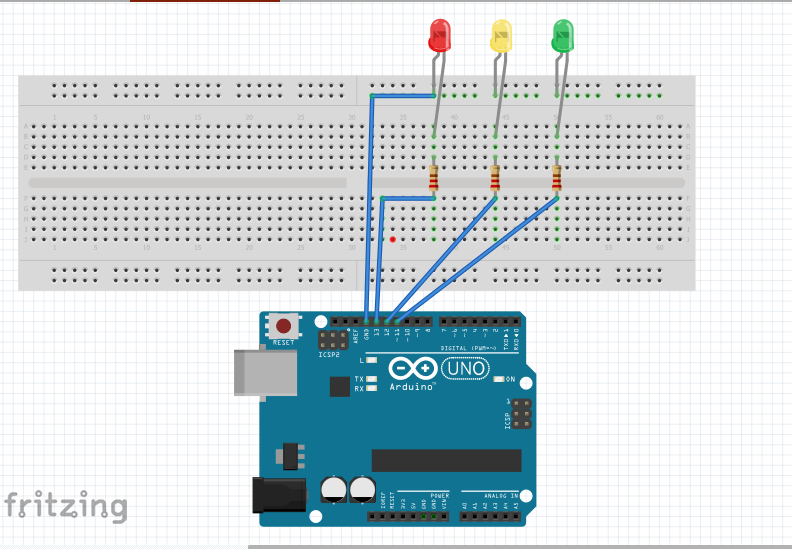 1 5 10 15 20 25 30 35 40 45 50 55 60
A A
B B
C C
D D
E E
F F
G G
H H
I I
J J
1 5 10 15 20 25 30 35 40 45 50 55 60
AREF GND 13 12 ~11 ~10 ~9 8 7 ~6 ~5 4 ~3 2 TX0▶1 RX0◀0
RESET
ICSP2
DIGITAL (PWM=~)
L
TX
RX
UNO
ON
Arduino™
1
ICSP
POWER
ANALOG IN
IOREF RESET 3V3 5V GND GND VIN A0 A1 A2 A3 A4 A5
fritzing